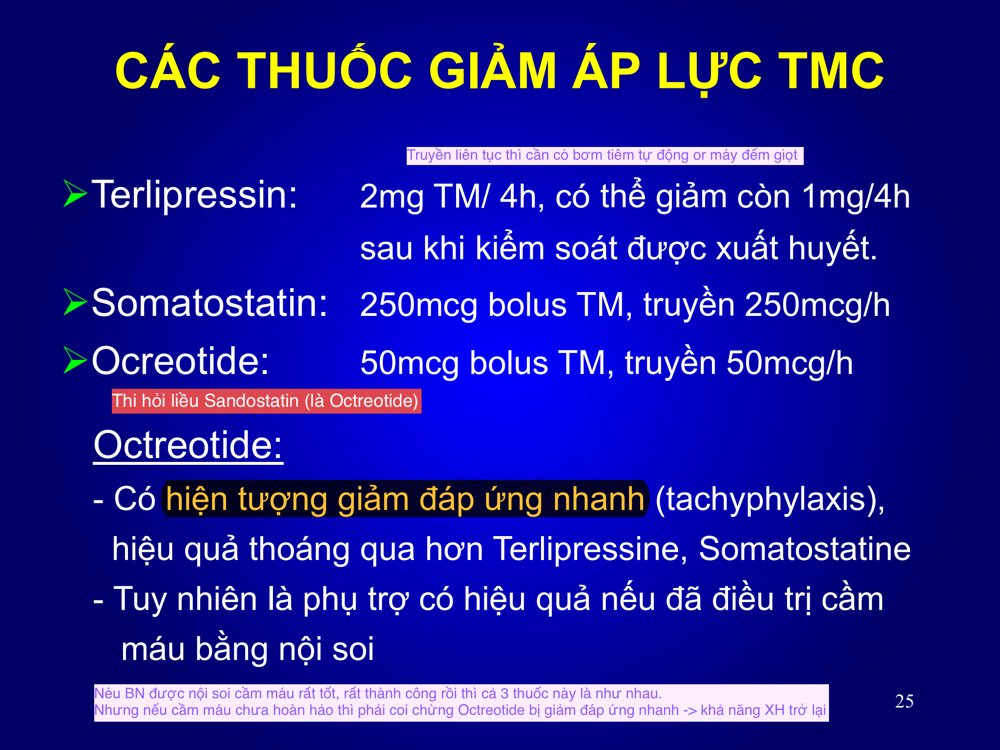 CÁC THUỐC GIẢM ÁP LỰC TMC
Truyền liên tục thì cần có bơm tiêm tự động or máy đếm giọt
Terlipressin: 2mg TM/ 4h, có thể giảm còn 1mg/4h
sau khi kiểm soát được xuất huyết.
Somatostatin: 250mcg bolus TM, truyền 250mcg/h
Ocreotide: 50mcg bolus TM, truyền 50mcg/h
Thi hỏi liều Sandostatin (là Octreotide)
Octreotide:
- Có hiện tượng giảm đáp ứng nhanh (tachyphylaxis),
hiệu quả thoáng qua hơn Terlipressine, Somatostatine
- Tuy nhiên là phụ trợ có hiệu quả nếu đã điều trị cầm
máu bằng nội soi
Néu BN được nội soi cầm máu rất tốt, rất thành công rồi thì cả 3 thuốc này là như nhau.
Nhưng nếu cầm máu chưa hoàn hảo thì phải coi chừng Octreotide bị giảm đáp ứng nhanh -> khả năng XH trở lại
25